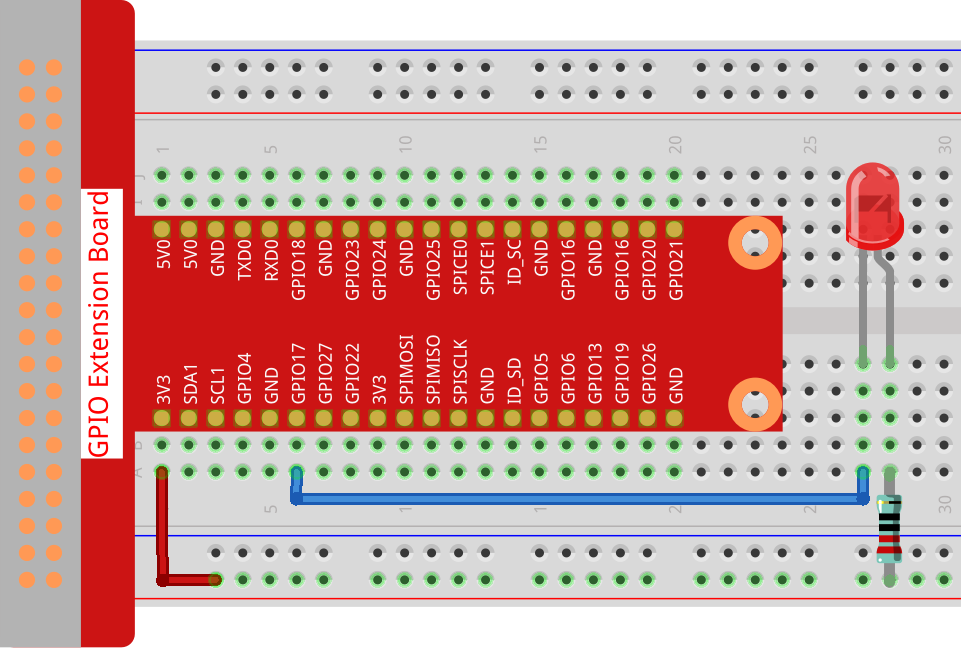 GPIO Extension Board
1 5 10 15 20 25 30
J
5V0 5V0 GND TXD0 RXD0 GPIO18 GND GPIO23 GPIO24 GND GPIO25 SPICE0 SPICE1 ID_SC GND GPIO16 GND GPIO16 GPIO20 GPIO21
3V3 SDA1 SCL1 GPIO4 GND GPIO17 GPIO27 GPIO22 3V3 SPIMOSI SPIMISO SPISCLK GND ID_SD GPIO5 GPIO6 GPIO13 GPIO19 GPIO26 GND
B
A
5 1 1 2 2 30